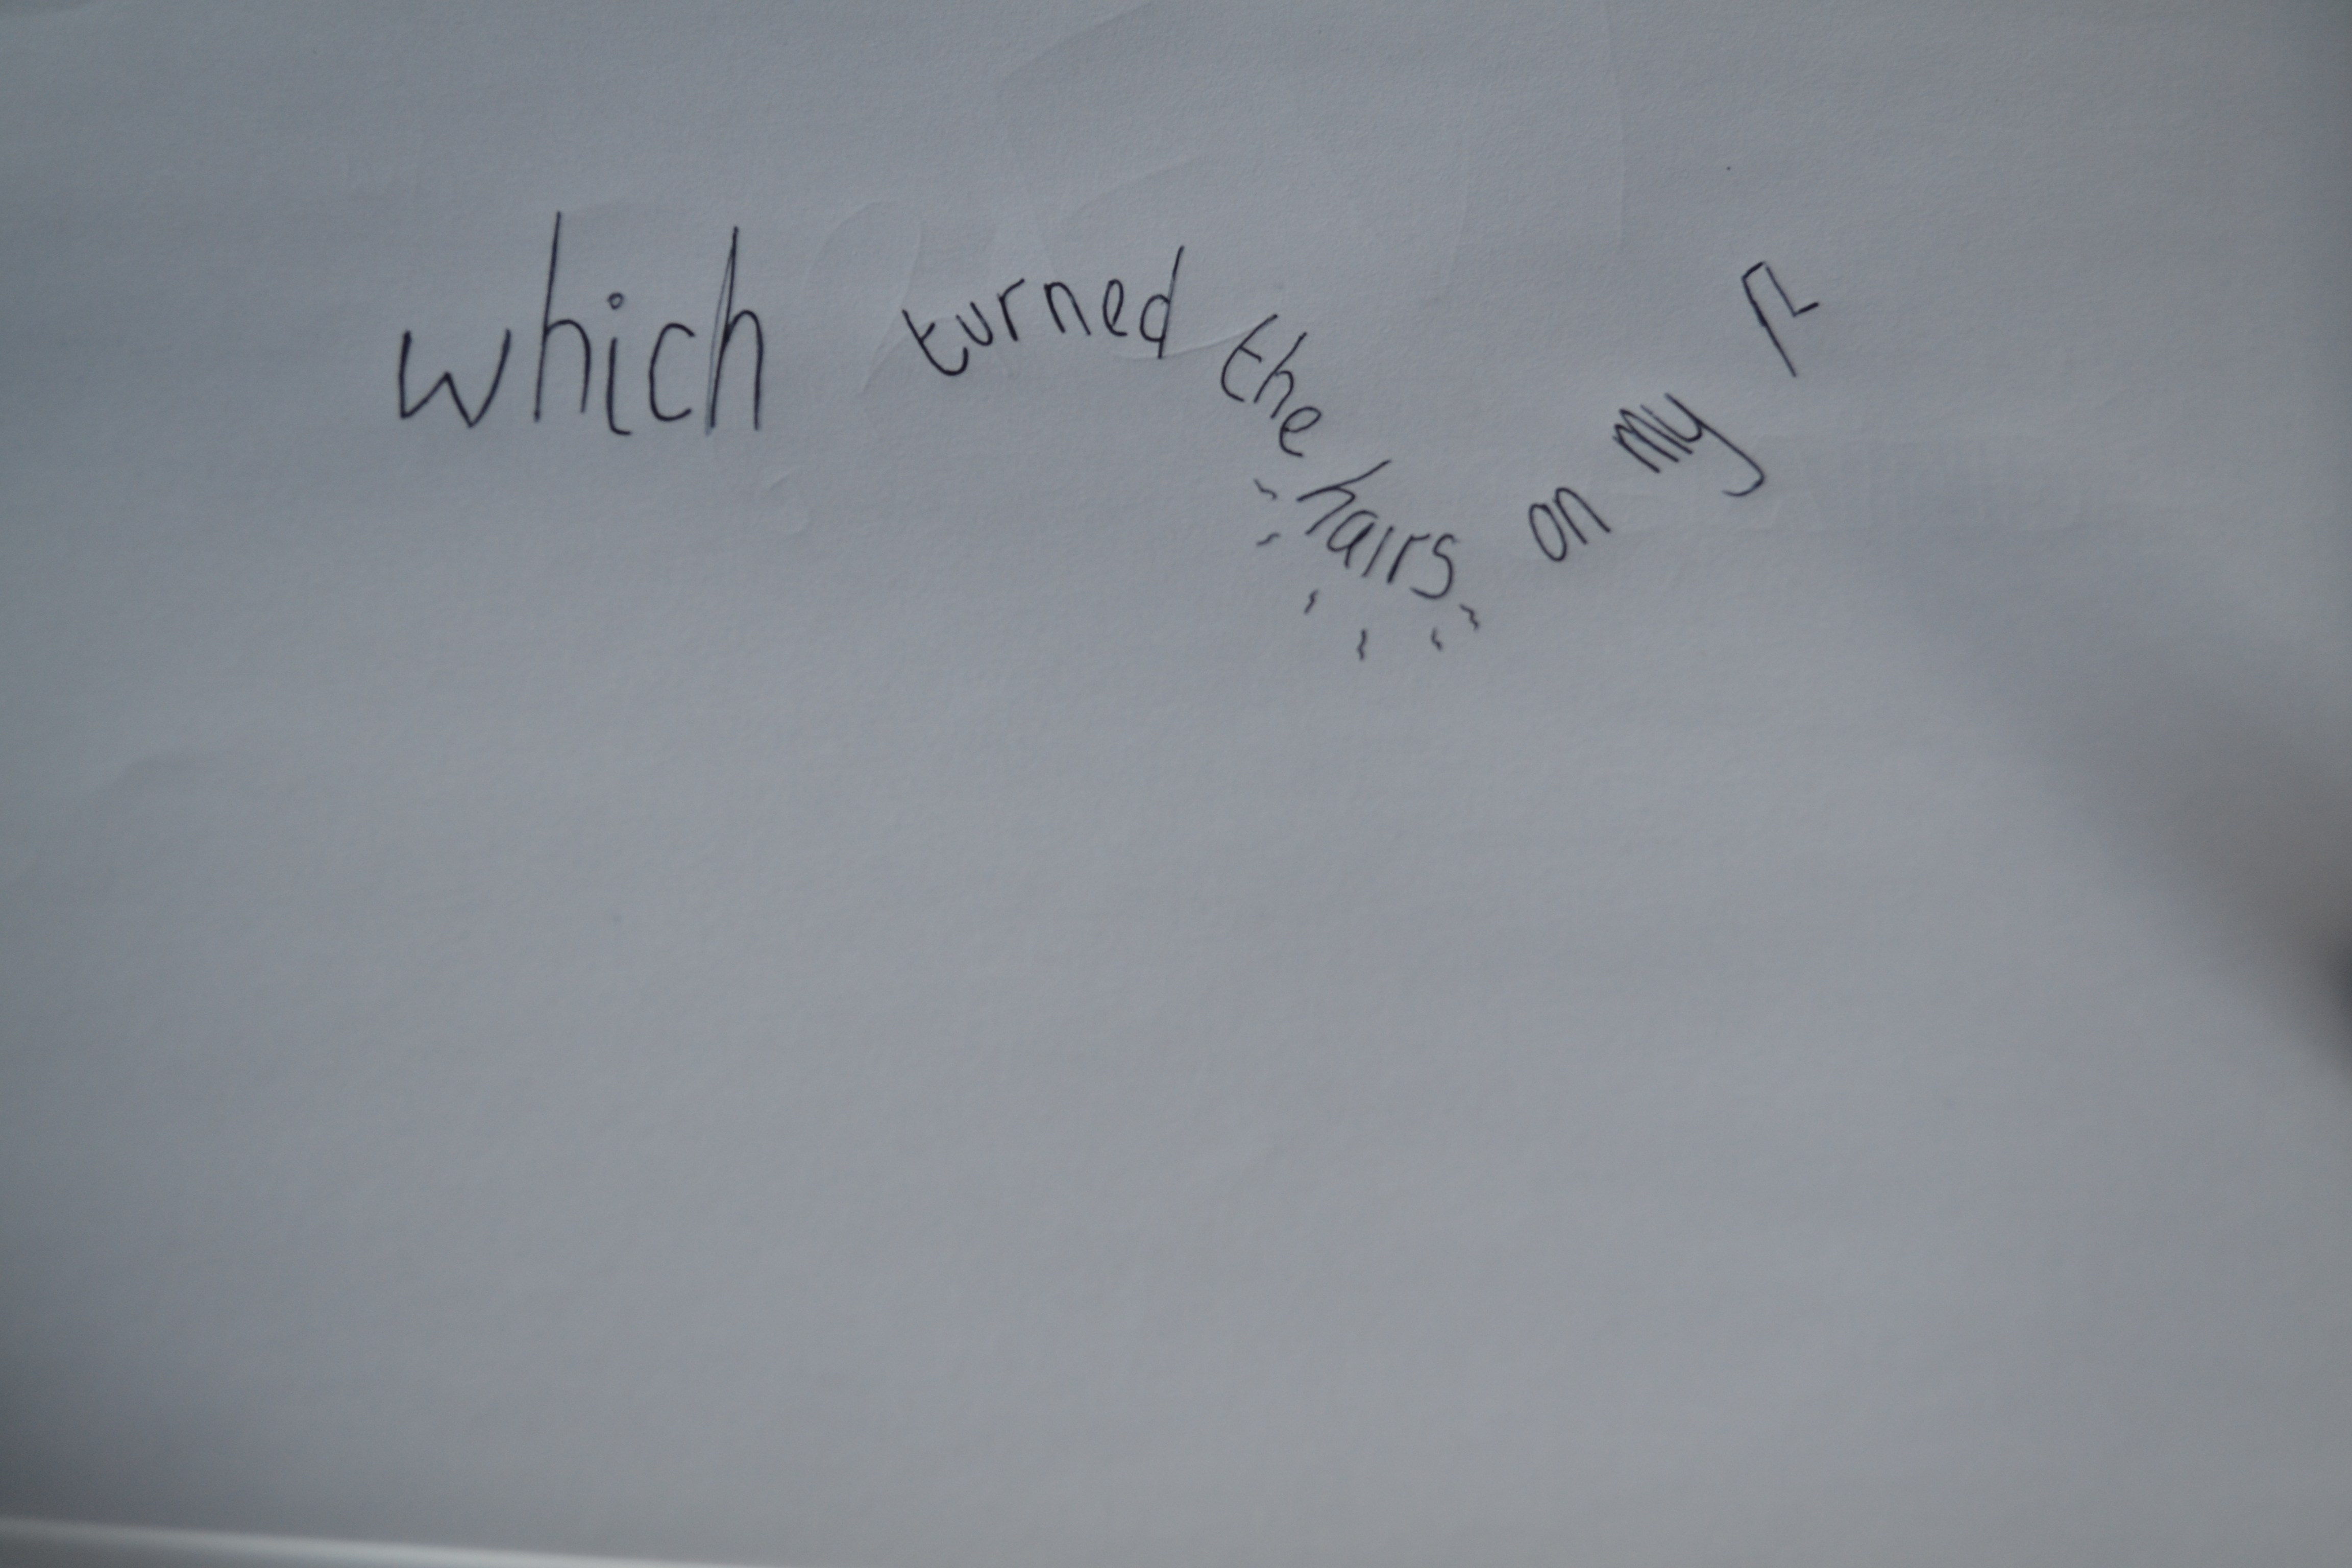 which turned the hairs on my